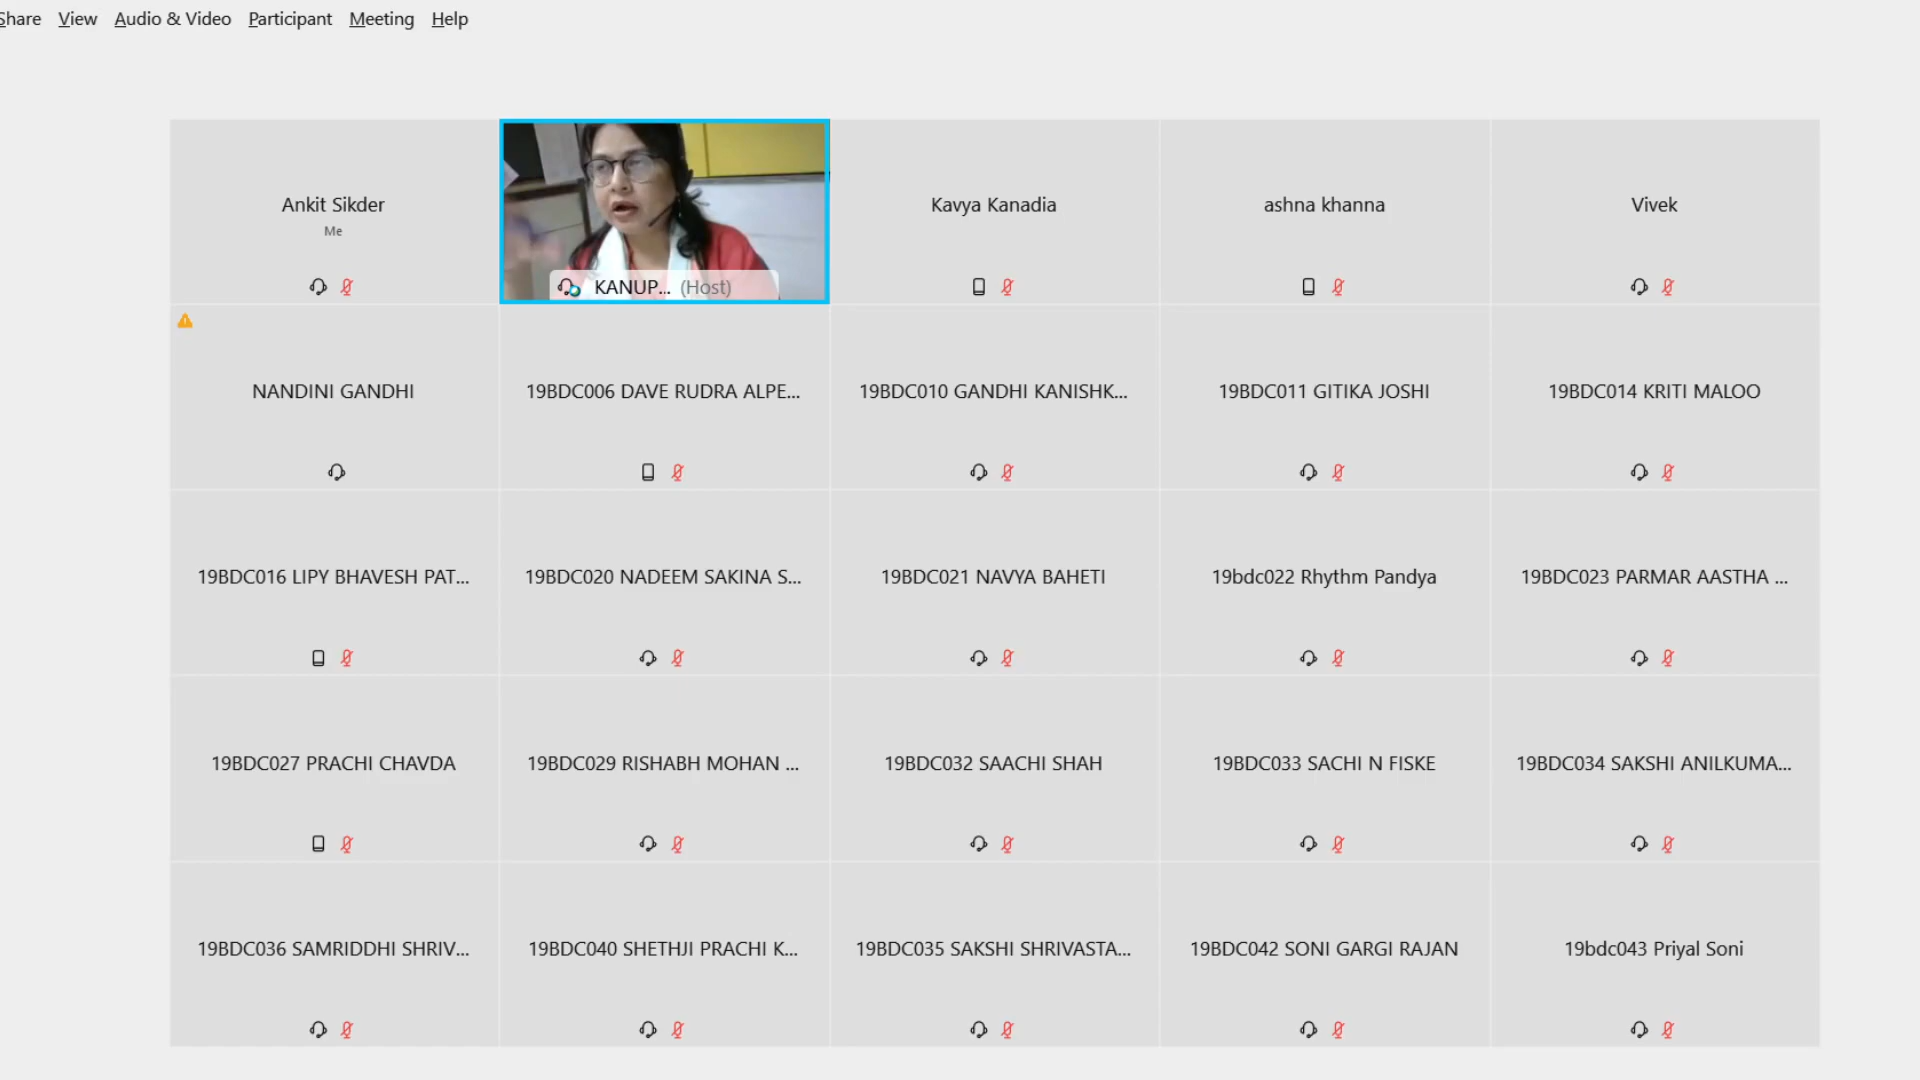 Share View Audio & Video Participant Meeting Help
Ankit Sikder
Me
KANUP... (Host)
Kavya Kanadia
ashna khanna
Vivek
NANDINI GANDHI
19BDC006 DAVE RUDRA ALPE...
19BDC010 GANDHI KANISHK...
19BDC011 GITIKA JOSHI
19BDC014 KRITI MALOO
19BDC016 LIPY BHAVESH PAT...
19BDC020 NADEEM SAKINA S...
19BDC021 NAVYA BAHETI
19bdc022 Rhythm Pandya
19BDC023 PARMAR AASTHA ...
19BDC027 PRACHI CHAVDA
19BDC029 RISHABH MOHAN ...
19BDC032 SAACHI SHAH
19BDC033 SACHI N FISKE
19BDC034 SAKSHI ANILKUMA...
19BDC036 SAMRIDDHI SHRIV...
19BDC040 SHETHJI PRACHI K...
19BDC035 SAKSHI SHRIVASTA...
19BDC042 SONI GARGI RAJAN
19bdc043 Priyal Soni